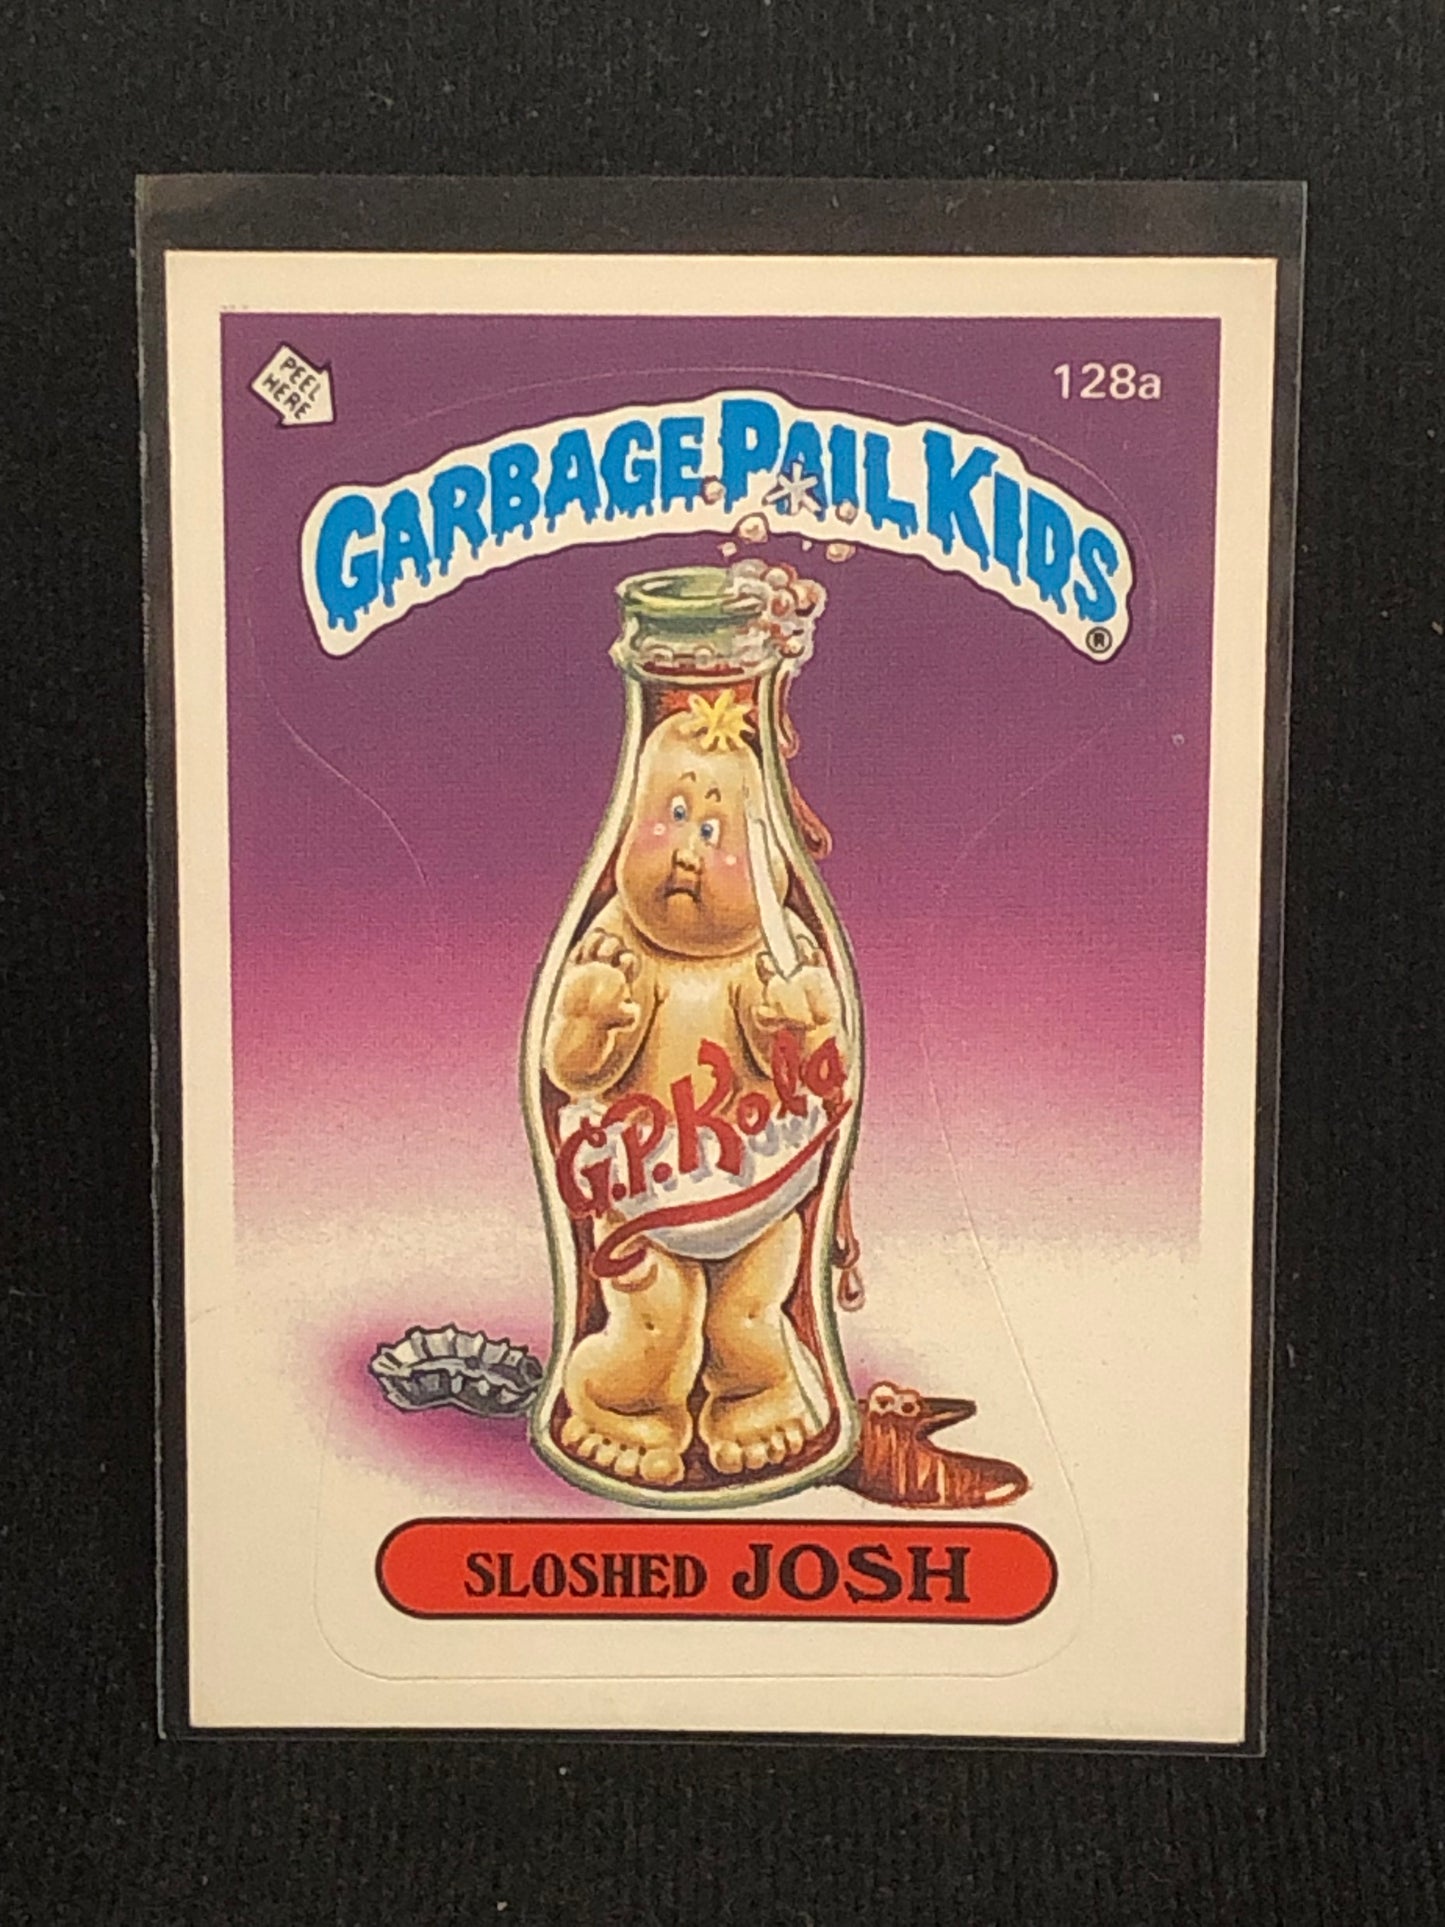 PEEL
HERE
128a
GARBAGE PAIL KIDS
®
G.P. Kola
SLOSHED JOSH